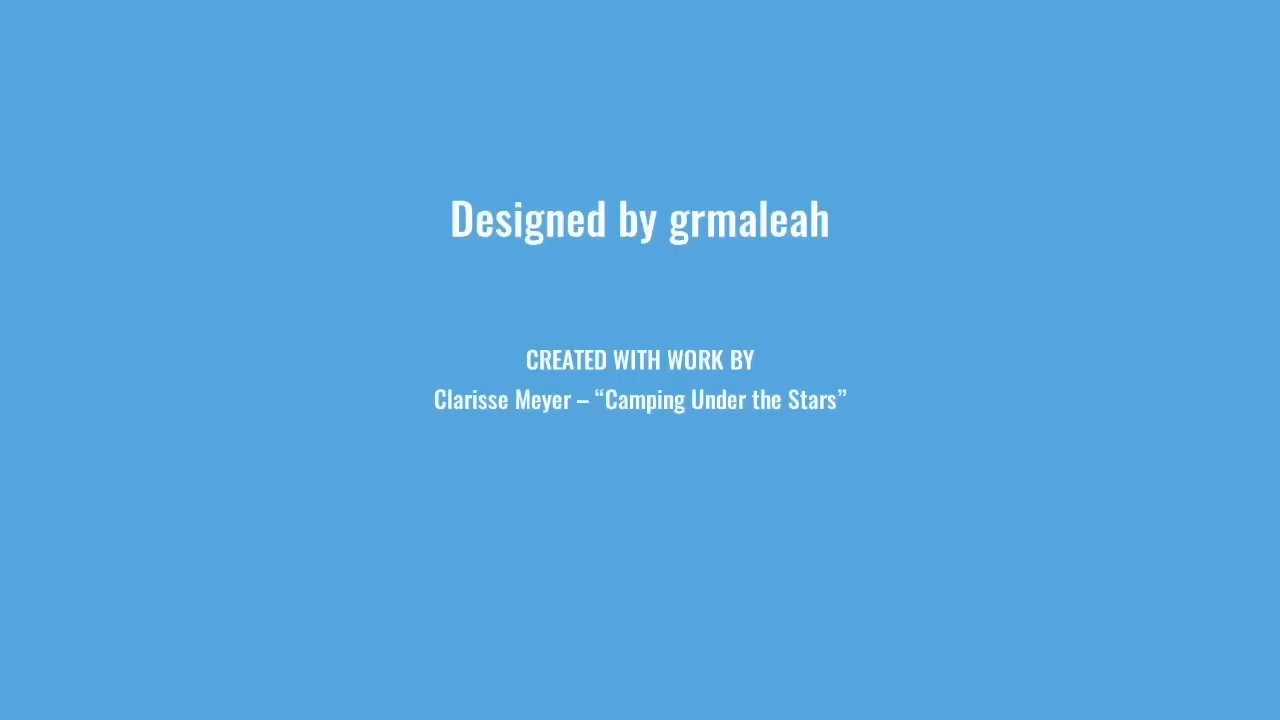 Designed by grmaleah
CREATED WITH WORK BY
Clarisse Meyer – “Camping Under the Stars”